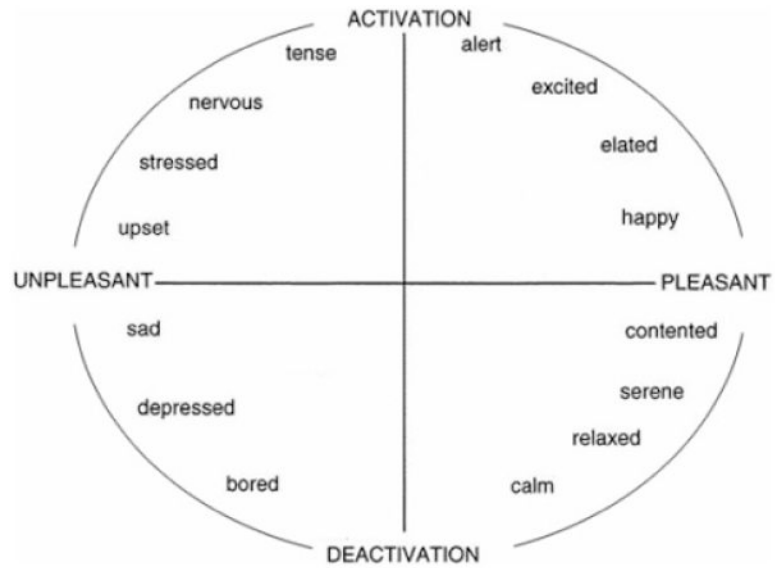 ACTIVATION
tense
alert
excited
nervous
elated
stressed
happy
upset
UNPLEASANT
PLEASANT
sad
contented
serene
depressed
relaxed
bored
calm
DEACTIVATION